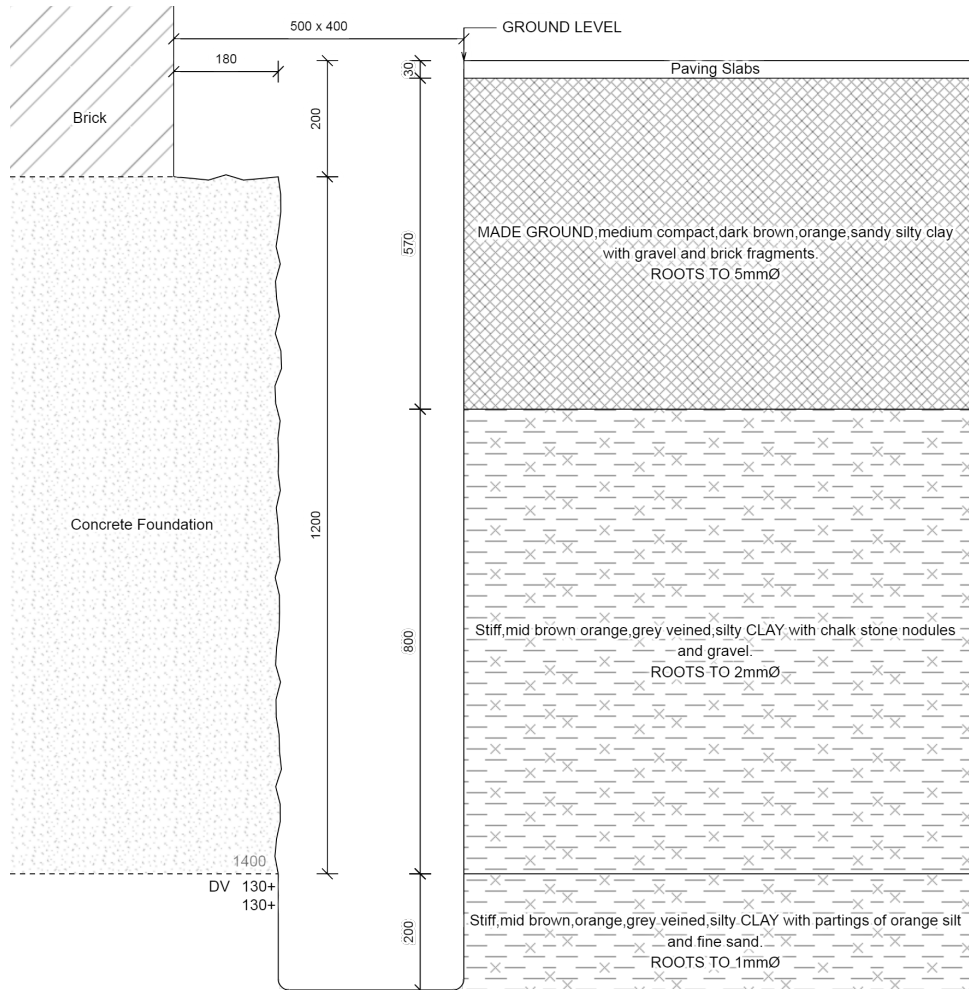 500 x 400
GROUND LEVEL
180
30
Paving Slabs
Brick
200
570
MADE GROUND,medium compact,dark brown,orange,sandy silty clay
with gravel and brick fragments.
ROOTS TO 5mmØ
Concrete Foundation
1200
800
Stiff,mid brown orange,grey veined,silty CLAY with chalk stone nodules
and gravel.
ROOTS TO 2mmØ
1400
DV 130+
130+
200
Stiff,mid brown,orange,grey veined,silty CLAY with partings of orange silt
and fine sand.
ROOTS TO 1mmØ